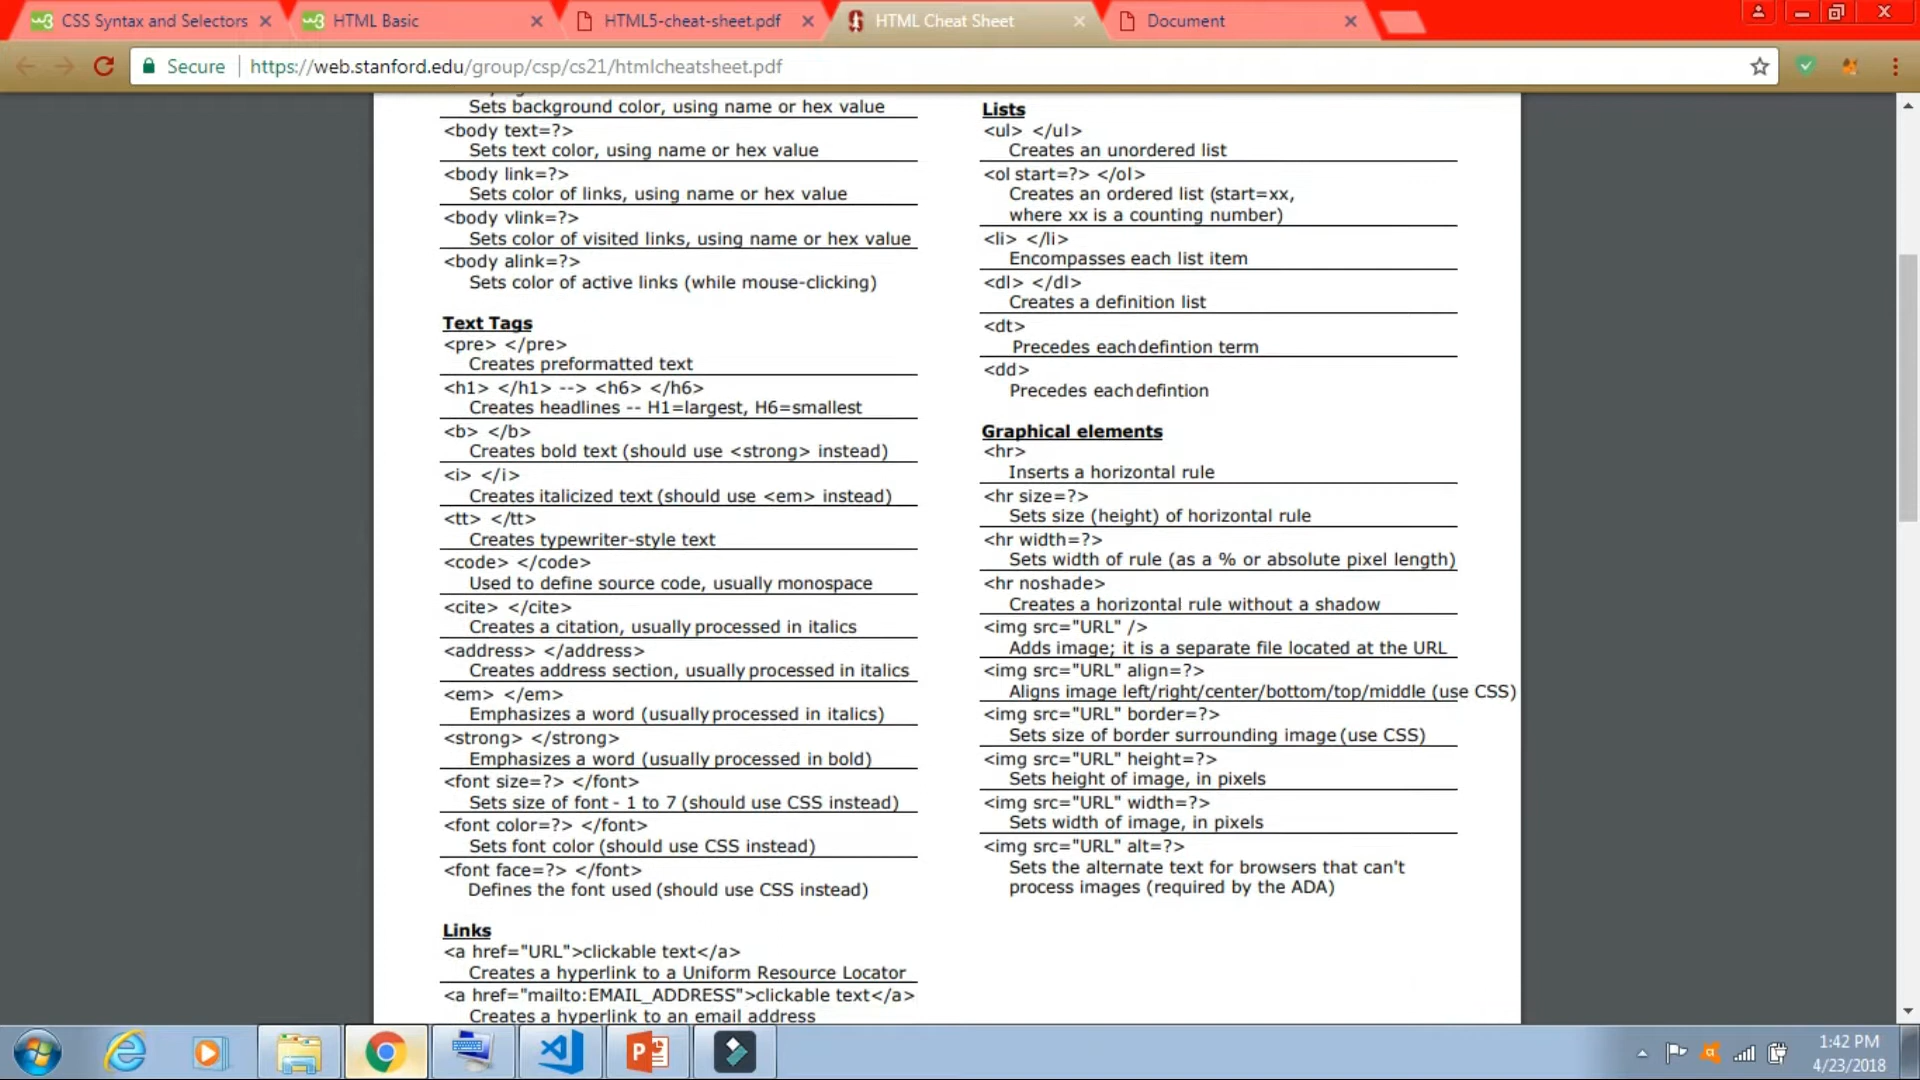 CSS Syntax and Selectors
HTML Basic
HTML5-cheat-sheet.pdf
HTML Cheat Sheet
Document
Secure
https://web.stanford.edu/group/csp/cs21/htmlcheatsheet.pdf
Sets background color, using name or hex value
<body text=?>
Sets text color, using name or hex value
<body link=?>
Sets color of links, using name or hex value
<body vlink=?>
Sets color of visited links, using name or hex value
<body alink=?>
Sets color of active links (while mouse-clicking)
Text Tags
<pre> </pre>
Creates preformatted text
<h1> </h1> --> <h6> </h6>
Creates headlines -- H1=largest, H6=smallest
<b> </b>
Creates bold text (should use <strong> instead)
<i> </i>
Creates italicized text (should use <em> instead)
<tt> </tt>
Creates typewriter-style text
<code> </code>
Used to define source code, usually monospace
<cite> </cite>
Creates a citation, usually processed in italics
<address> </address>
Creates address section, usually processed in italics
<em> </em>
Emphasizes a word (usually processed in italics)
<strong> </strong>
Emphasizes a word (usually processed in bold)
<font size=?> </font>
Sets size of font - 1 to 7 (should use CSS instead)
<font color=?> </font>
Sets font color (should use CSS instead)
<font face=?> </font>
Defines the font used (should use CSS instead)
Links
<a href="URL">clickable text</a>
Creates a hyperlink to a Uniform Resource Locator
<a href="mailto:EMAIL_ADDRESS">clickable text</a>
Creates a hyperlink to an email address
Lists
<ul> </ul>
Creates an unordered list
<ol start=?> </ol>
Creates an ordered list (start=xx,
where xx is a counting number)
<li> </li>
Encompasses each list item
<dl> </dl>
Creates a definition list
<dt>
Precedes each defintion term
<dd>
Precedes each defintion
Graphical elements
<hr>
Inserts a horizontal rule
<hr size=?>
Sets size (height) of horizontal rule
<hr width=?>
Sets width of rule (as a % or absolute pixel length)
<hr noshade>
Creates a horizontal rule without a shadow
<img src="URL" />
Adds image; it is a separate file located at the URL
<img src="URL" align=?>
Aligns image left/right/center/bottom/top/middle (use CSS)
<img src="URL" border=?>
Sets size of border surrounding image (use CSS)
<img src="URL" height=?>
Sets height of image, in pixels
<img src="URL" width=?>
Sets width of image, in pixels
<img src="URL" alt=?>
Sets the alternate text for browsers that can't
process images (required by the ADA)
1:42 PM
4/23/2018